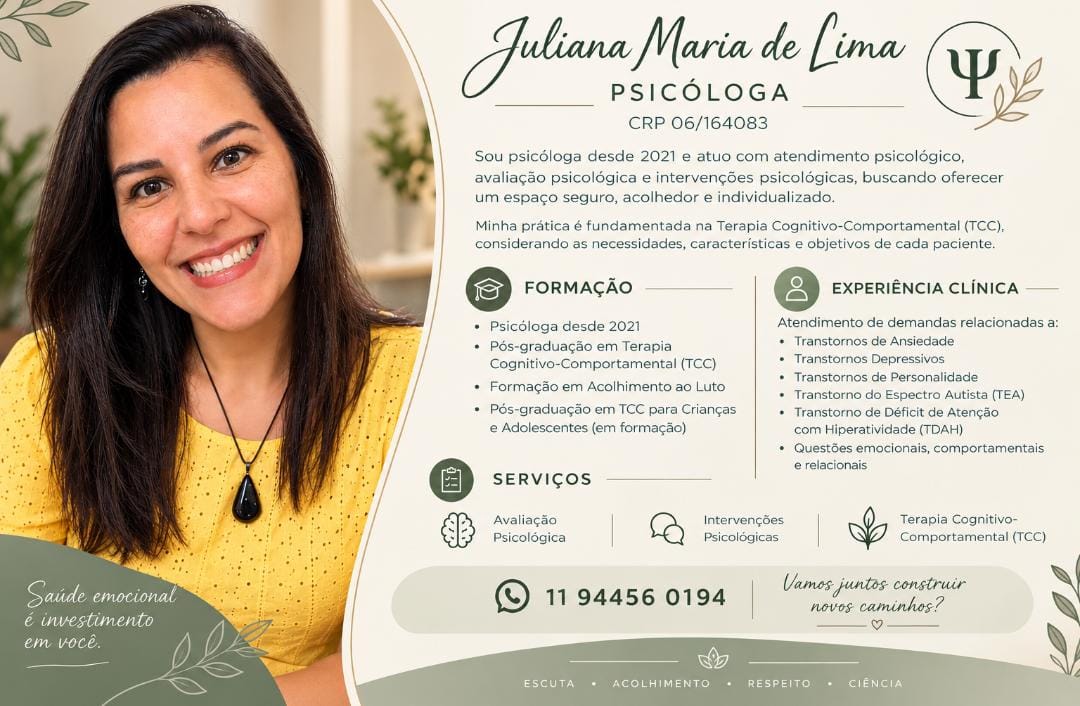 Juliana Maria de Lima
PSICÓLOGA
CRP 06/164083
Ψ
Sou psicóloga desde 2021 e atuo com atendimento psicológico,
avaliação psicológica e intervenções psicológicas, buscando oferecer
um espaço seguro, acolhedor e individualizado.
Minha prática é fundamentada na Terapia Cognitivo-Comportamental (TCC),
considerando as necessidades, características e objetivos de cada paciente.
FORMAÇÃO
• Psicóloga desde 2021
• Pós-graduação em Terapia
Cognitivo-Comportamental (TCC)
• Formação em Acolhimento ao Luto
• Pós-graduação em TCC para Crianças
e Adolescentes (em formação)
EXPERIÊNCIA CLÍNICA
Atendimento de demandas relacionadas a:
• Transtornos de Ansiedade
• Transtornos Depressivos
• Transtornos de Personalidade
• Transtorno do Espectro Autista (TEA)
• Transtorno de Déficit de Atenção
com Hiperatividade (TDAH)
• Questões emocionais, comportamentais
e relacionais
SERVIÇOS
Avaliação
Psicológica
Intervenções
Psicológicas
Terapia Cognitivo-
Comportamental (TCC)
11 94456 0194
Vamos juntos construir
novos caminhos?
Saúde emocional
é investimento
em você.
ESCUTA • ACOLHIMENTO • RESPEITO • CIÊNCIA